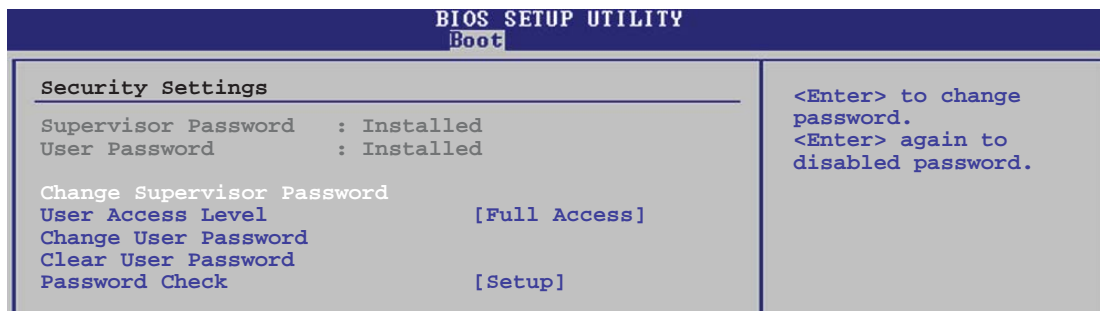 BIOS SETUP UTILITY
Boot
Security Settings
Supervisor Password : Installed
User Password : Installed
Change Supervisor Password
User Access Level [Full Access]
Change User Password
Clear User Password
Password Check [Setup]
<Enter> to change
password.
<Enter> again to
disabled password.